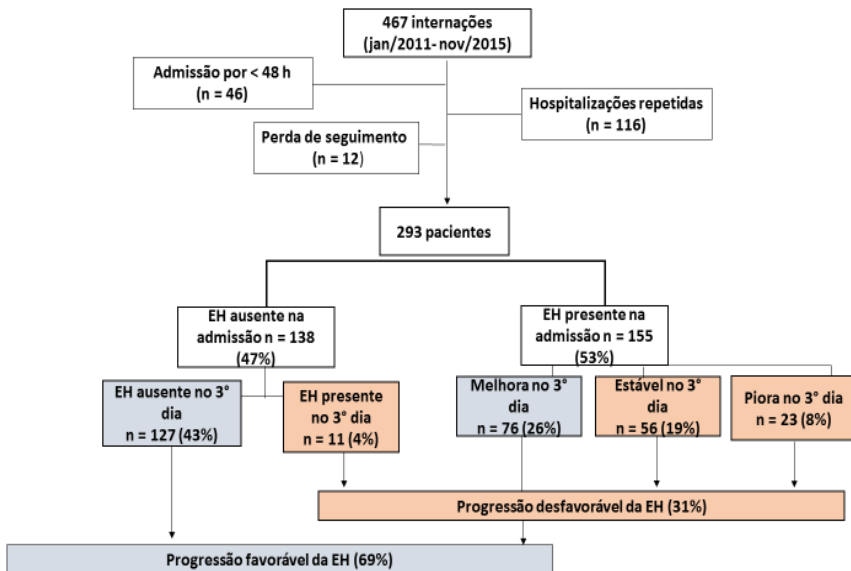 467 internações
(jan/2011- nov/2015)
Admissão por < 48 h
(n = 46)
Hospitalizações repetidas
(n = 116)
Perda de seguimento
(n = 12)
293 pacientes
EH ausente na
admissão n = 138
(47%)
EH presente na
admissão n = 155
(53%)
EH ausente no 3° 
dia
n = 127 (43%)
EH presente
no 3° dia
n = 11 (4%)
Melhora no 3°
dia
n = 76 (26%)
Estável no 3°
dia
n = 56 (19%)
Piora no 3° dia
n = 23 (8%)
Progressão desfavorável da EH (31%)
Progressão favorável da EH (69%)